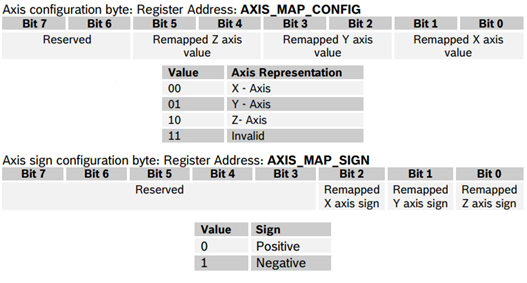 Axis configuration byte: Register Address: AXIS_MAP_CONFIG
Bit 7 Bit 6 Bit 5 Bit 4 Bit 3 Bit 2 Bit 1 Bit 0
Reserved Remapped Z axis Remapped Y axis Remapped X axis
value value value
Value Axis Representation
00 X - Axis
01 Y - Axis
10 Z- Axis
11 Invalid
Axis sign configuration byte: Register Address: AXIS_MAP_SIGN
Bit 7 Bit 6 Bit 5 Bit 4 Bit 3 Bit 2 Bit 1 Bit 0
Reserved Remapped Remapped Remapped
X axis sign Y axis sign Z axis sign
Value Sign
0 Positive
1 Negative